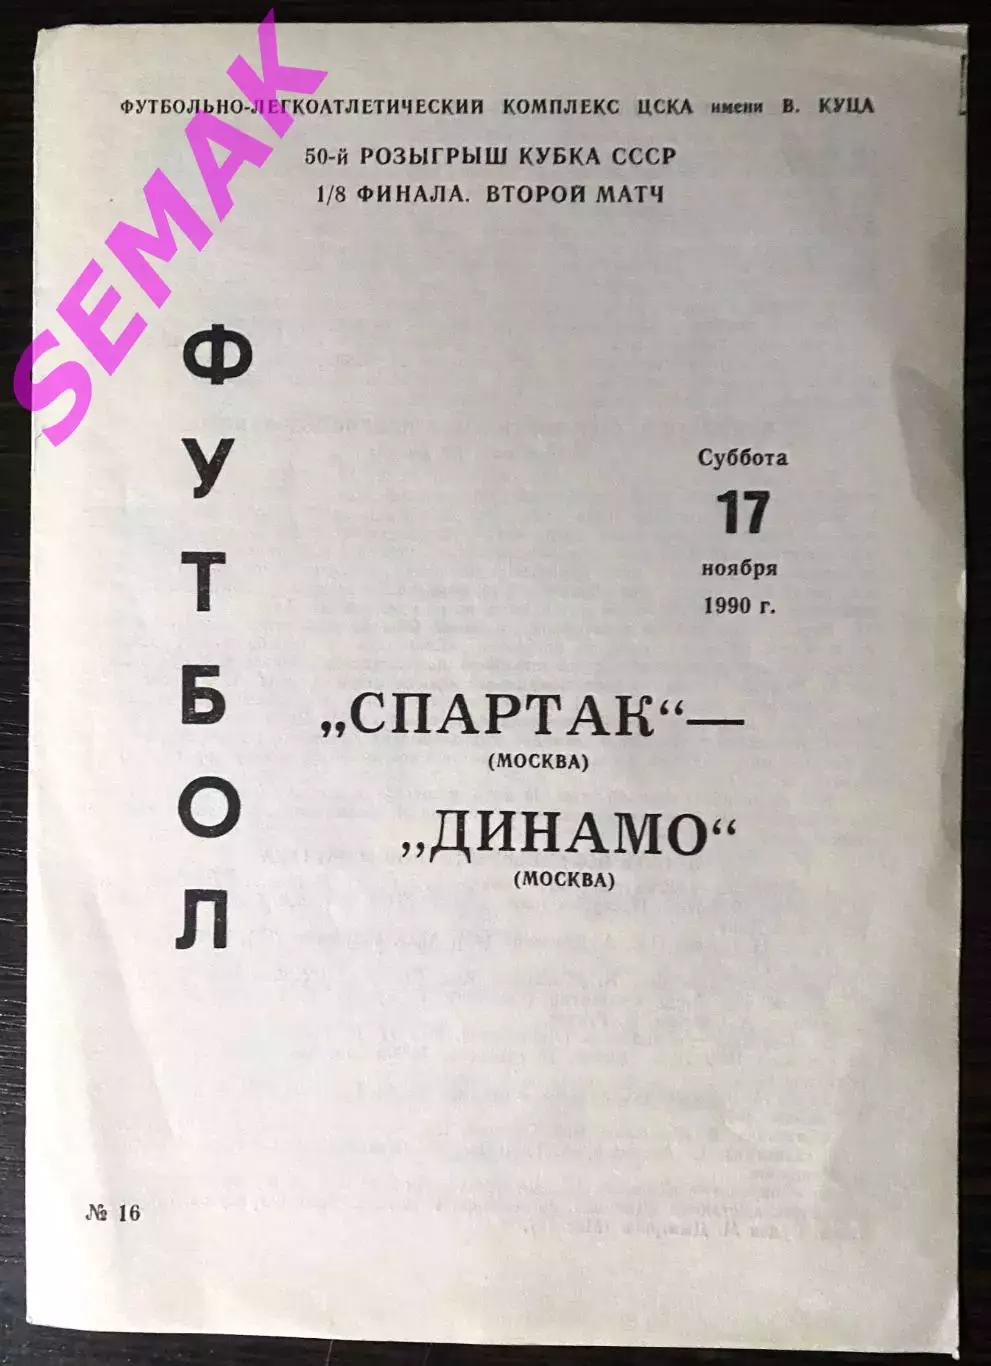 ФУТБОЛЬНО-ЛЕГКОАТЛЕТИЧЕСКИЙ КОМПЛЕКС ЦСКА имени В. КУЦА
50-й РОЗЫГРЫШ КУБКА СССР
1/8 ФИНАЛА. ВТОРОЙ МАТЧ
SEMAK
ФУТБОЛ
Суббота
17
ноября
1990 г.
„СПАРТАК“—
(МОСКВА)
„ДИНАМО“
(МОСКВА)
№ 16